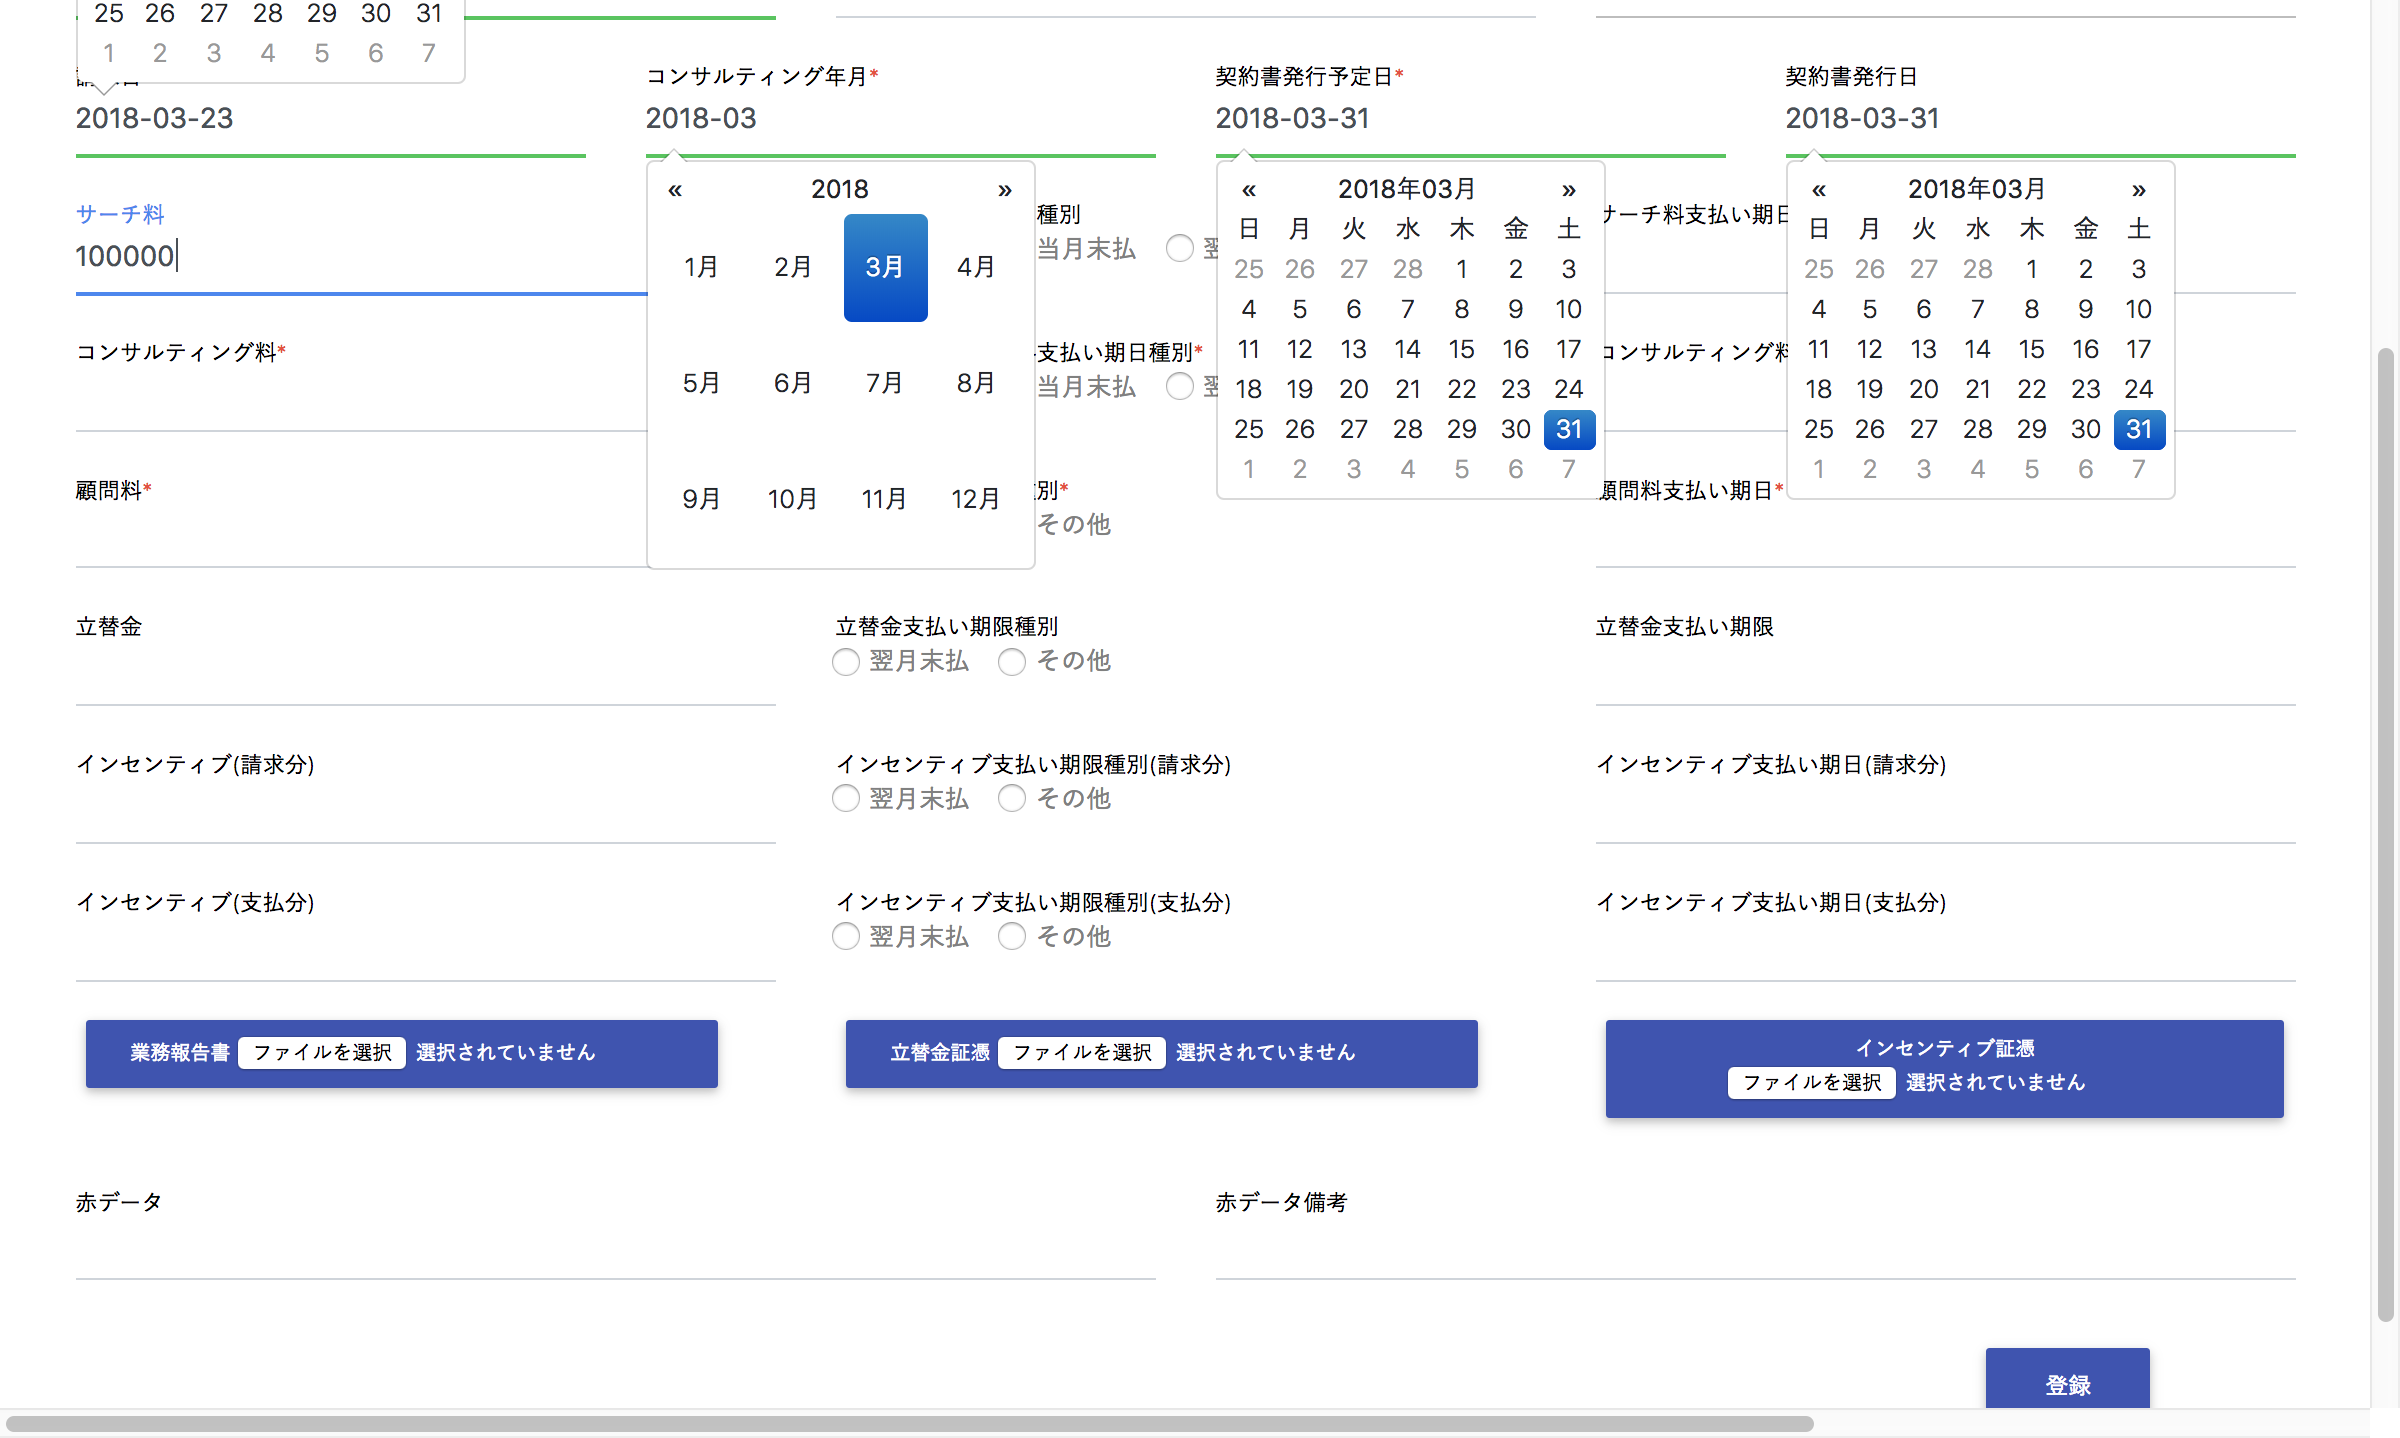 25 26 27 28 29 30 31
1 2 3 4 5 6 7
2018-03-23
コンサルティング年月*
2018-03
契約書発行予定日*
2018-03-31
契約書発行日
2018-03-31
サーチ料
100000
« 2018 »
1月 2月 3月 4月
5月 6月 7月 8月
9月 10月 11月 12月
種別
当月末払
« 2018年03月 »
日 月 火 水 木 金 土
25 26 27 28 1 2 3
4 5 6 7 8 9 10
11 12 13 14 15 16 17
18 19 20 21 22 23 24
25 26 27 28 29 30 31
1 2 3 4 5 6 7
サーチ料支払い期日
« 2018年03月 »
日 月 火 水 木 金 土
25 26 27 28 1 2 3
4 5 6 7 8 9 10
11 12 13 14 15 16 17
18 19 20 21 22 23 24
25 26 27 28 29 30 31
1 2 3 4 5 6 7
コンサルティング料*
支払い期日種別*
当月末払
コンサルティング料
顧問料*
別*
その他
顧問料支払い期日*
立替金
立替金支払い期限種別
翌月末払 その他
立替金支払い期限
インセンティブ(請求分)
インセンティブ支払い期限種別(請求分)
翌月末払 その他
インセンティブ支払い期日(請求分)
インセンティブ(支払分)
インセンティブ支払い期限種別(支払分)
翌月末払 その他
インセンティブ支払い期日(支払分)
業務報告書 ファイルを選択 選択されていません
立替金証憑 ファイルを選択 選択されていません
インセンティブ証憑
ファイルを選択 選択されていません
赤データ
赤データ備考
登録